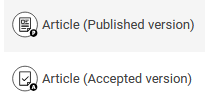 Article (Published version)
Article (Accepted version)